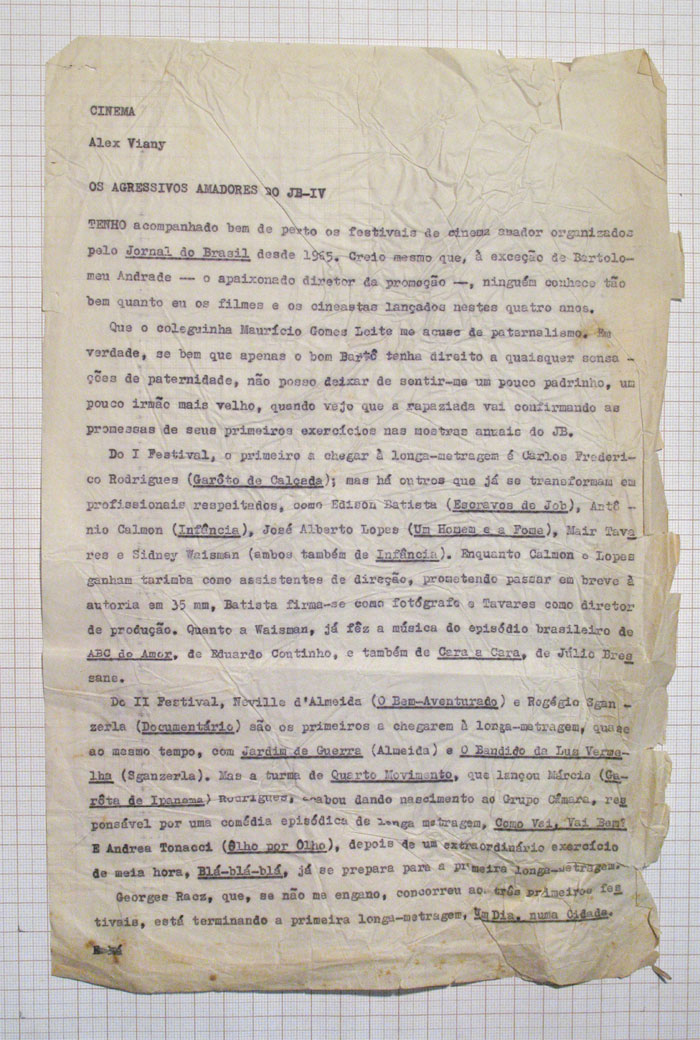 CINEMA
Alex Viany
OS AGRESSIVOS AMADORES DO JB-IV
TENHO acompanhado bem de perto os festivais de cinema amador organizados
pelo Jornal do Brasil desde 1965. Creio mesmo que, à exceção de Bartolo-
meu Andrade — o apaixonado diretor da promoção —, ninguém conhece tão
bem quanto eu os filmes e os cineastas lançados nestes quatro anos.
Que o coleguinha Maurício Gomes Leite me acuse de paternalismo. Em
verdade, se bem que apenas o bom Bartô tenha direito a quaisquer sensa -
ções de paternidade, não posso deixar de sentir-me um pouco padrinho, um
pouco irmão mais velho, quando vejo que a rapaziada vai confirmando as
promessas de seus primeiros exercícios nas mostras anuais do JB.
Do I Festival, o primeiro a chegar à longa-metragem é Carlos Frederi-
co Rodrigues (Garôto de Calçada); mas há outros que já se transformam em
profissionais respeitados, como Edison Batista (Escravos de Job), Antô -
nio Calmon (Infância), José Alberto Lopes (Um Homem e a Fome), Mair Tava
res e Sidney Waisman (ambos também de Infância). Enquanto Calmon e Lopes
ganham tarimba como assistentes de direção, prometendo passar em breve à
autoria em 35 mm, Batista firma-se como fotógrafo e Tavares como diretor
de produção. Quanto a Waisman, já fêz a música do episódio brasileiro de
ABC do Amor, de Eduardo Coutinho, e também de Cara a Cara, de Júlio Bres
sane.
Do II Festival, Neville d'Almeida (O Bem-Aventurado) e Rogégio Sgan -
zerla (Documentário) são os primeiros a chegarem à longa-metragem, quase
ao mesmo tempo, com Jardim de Guerra (Almeida) e O Bandido da Luz Verme-
lha (Sganzerla). Mas a turma de Quarto Movimento, que lançou Márcia (Ga-
rôta de Ipanema) Rodrigues, acabou dando nascimento ao Grupo Câmara, res
ponsável por uma comédia episódica de longa metragem, Como Vai, Vai Bem?
E Andrea Tonacci (Ôlho por Ôlho), depois de um extraordinário exercício
de meia hora, Blá-blá-blá, já se prepara para a primeira longa-metragem.
Georges Racz, que, se não me engano, concorreu aos três primeiros fes
tivais, está terminando a primeira longa-metragem, Um Dia, numa Cidade.